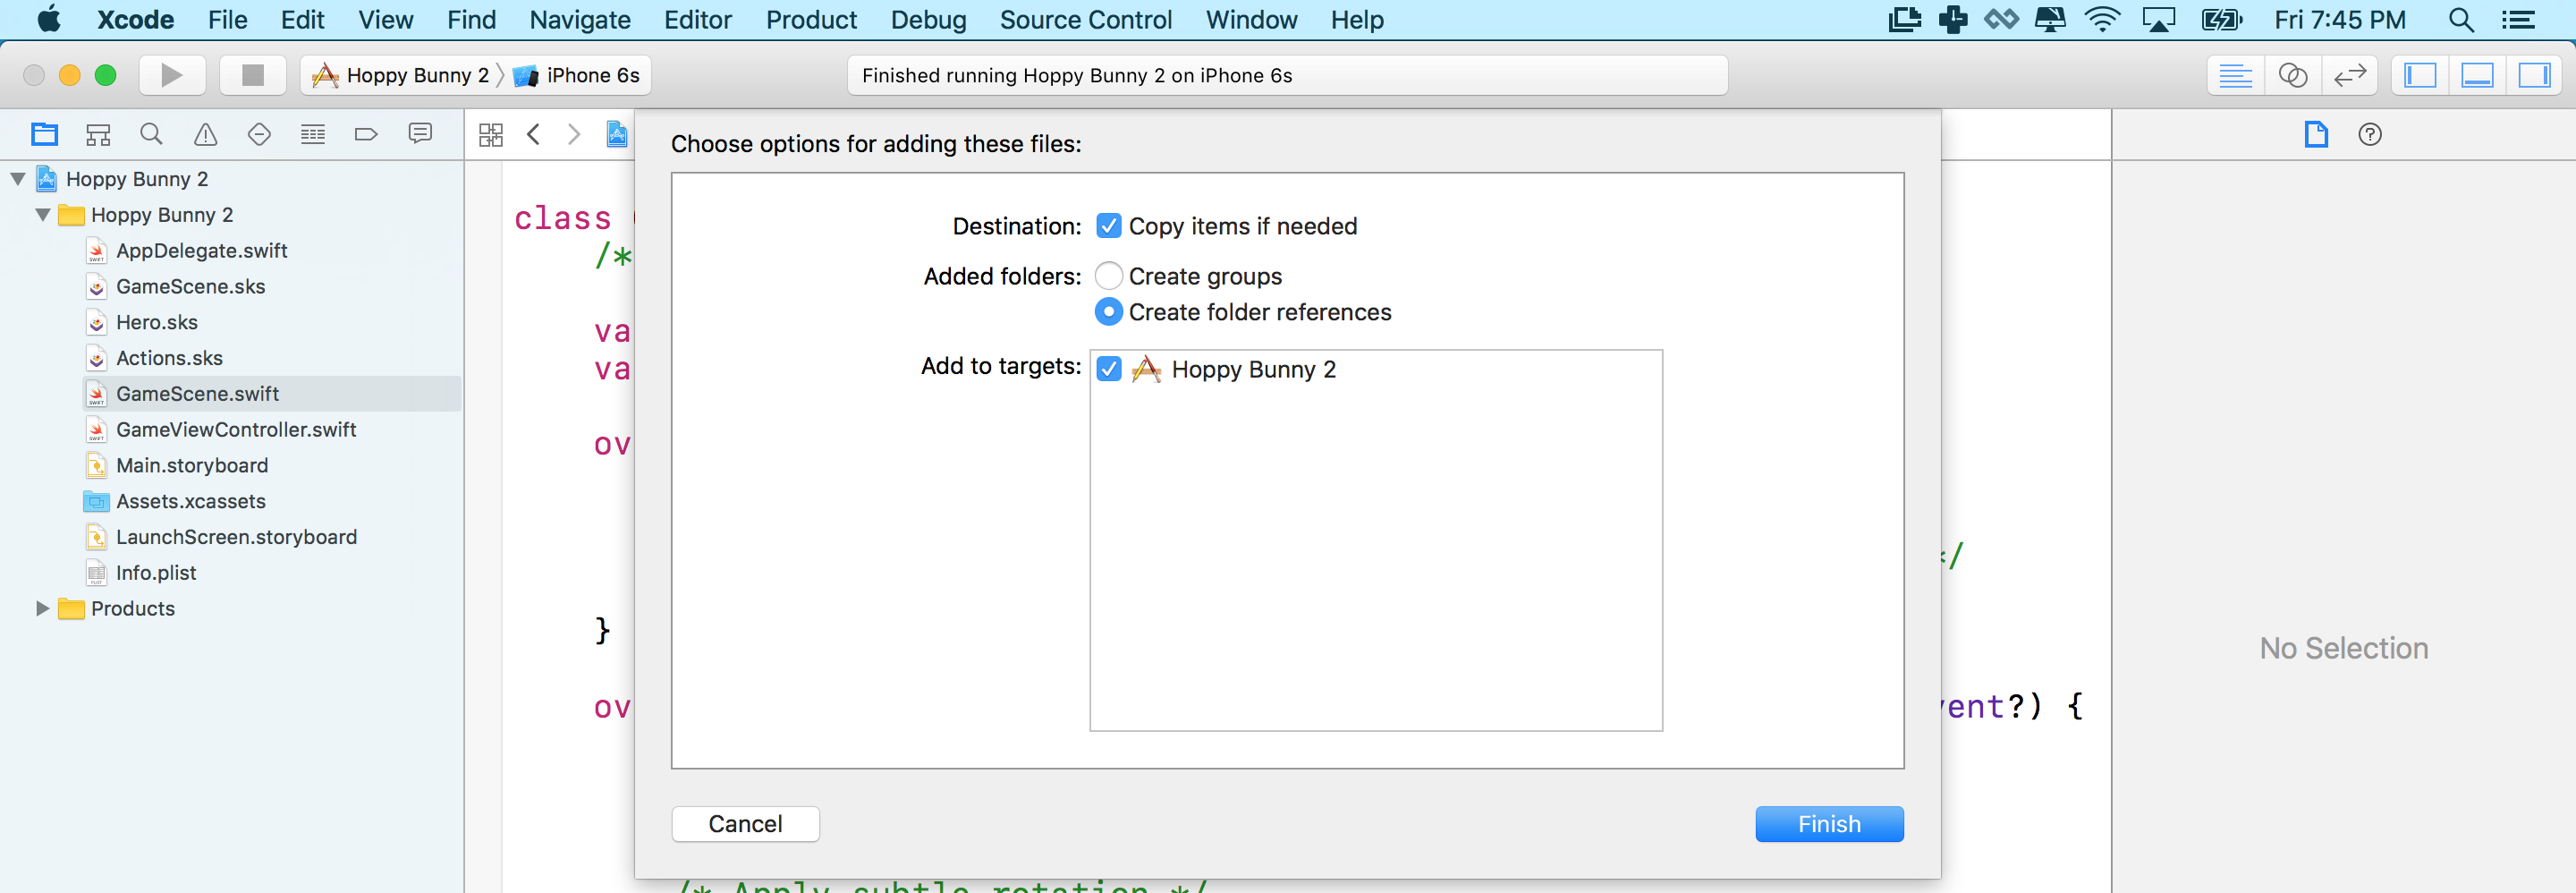 Xcode File Edit View Find Navigate Editor Product Debug Source Control Window Help Fri 7:45 PM
Hoppy Bunny 2 iPhone 6s
Finished running Hoppy Bunny 2 on iPhone 6s
Hoppy Bunny 2
Hoppy Bunny 2
AppDelegate.swift
GameScene.sks
Hero.sks
Actions.sks
GameScene.swift
GameViewController.swift
Main.storyboard
Assets.xcassets
LaunchScreen.storyboard
Info.plist
Products
class
/*
va
va
ov
}
ov
Choose options for adding these files:
Destination: Copy items if needed
Added folders: Create groups
Create folder references
Add to targets: Hoppy Bunny 2
Cancel
Finish
*/
vent?) {
/* Apply subtle rotation */
No Selection